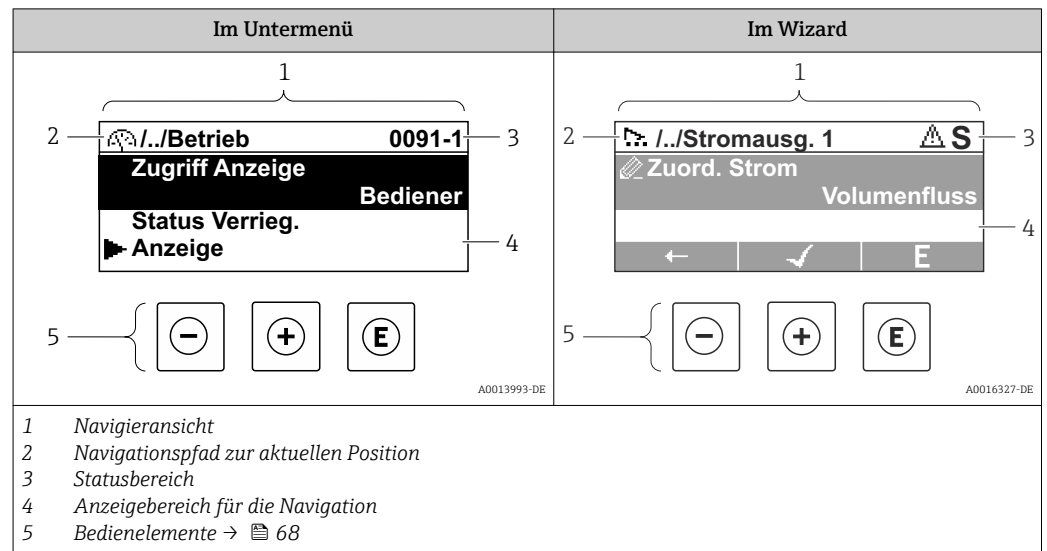 Im Untermenü
Im Wizard
1
2
/../Betrieb 0091-1
3
Zugriff Anzeige
Bediener
Status Verrieg.
Anzeige
4
5
- + E
A0013993-DE
1
2
/../Stromausg. 1 S
3
Zuord. Strom
Volumenfluss
4
E
5
- + E
A0016327-DE
1 Navigieransicht
2 Navigationspfad zur aktuellen Position
3 Statusbereich
4 Anzeigebereich für die Navigation
5 Bedienelemente → 68